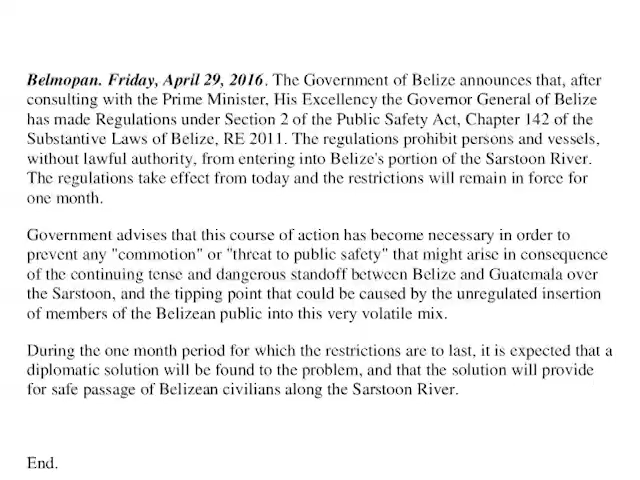 Belmopan. Friday, April 29, 2016. The Government of Belize announces that, after
consulting with the Prime Minister, His Excellency the Governor General of Belize
has made Regulations under Section 2 of the Public Safety Act, Chapter 142 of the
Substantive Laws of Belize, RE 2011. The regulations prohibit persons and vessels,
without lawful authority, from entering into Belize's portion of the Sarstoon River.
The regulations take effect from today and the restrictions will remain in force for
one month.
Government advises that this course of action has become necessary in order to
prevent any "commotion" or "threat to public safety" that might arise in consequence
of the continuing tense and dangerous standoff between Belize and Guatemala over
the Sarstoon, and the tipping point that could be caused by the unregulated insertion
of members of the Belizean public into this very volatile mix.
During the one month period for which the restrictions are to last, it is expected that a
diplomatic solution will be found to the problem, and that the solution will provide
for safe passage of Belizean civilians along the Sarstoon River.
End.